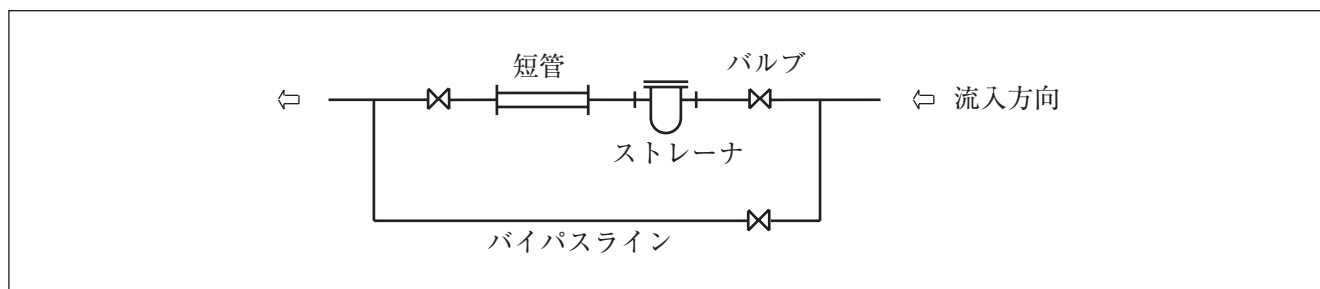 短管
バルブ
流入方向
ストレーナ
バイパスライン